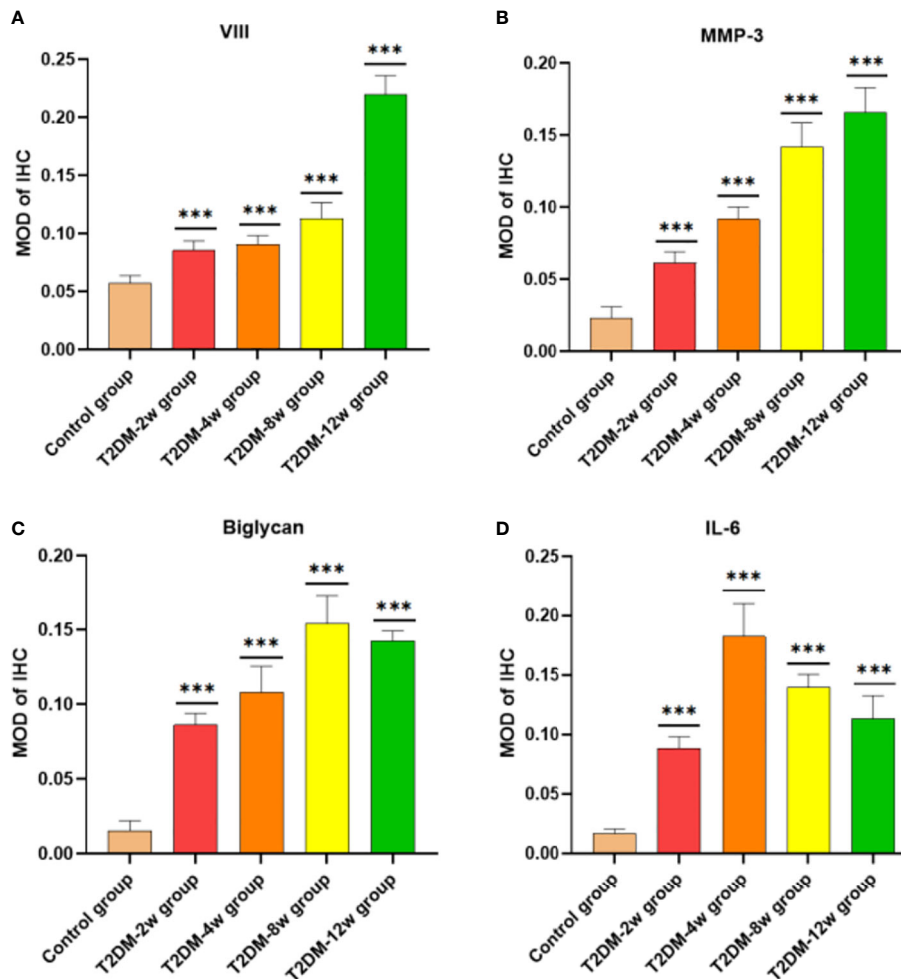 A
VIII
MOD of IHC
0.25
0.20
0.15
0.10
0.05
0.00
***
***
***
***
Control group
T2DM-2w group
T2DM-4w group
T2DM-8w group
T2DM-12w group
B
MMP-3
MOD of IHC
0.20
0.15
0.10
0.05
0.00
***
***
***
***
Control group
T2DM-2w group
T2DM-4w group
T2DM-8w group
T2DM-12w group
C
Biglycan
MOD of IHC
0.20
0.15
0.10
0.05
0.00
***
***
***
***
Control group
T2DM-2w group
T2DM-4w group
T2DM-8w group
T2DM-12w group
D
IL-6
MOD of IHC
0.25
0.20
0.15
0.10
0.05
0.00
***
***
***
***
Control group
T2DM-2w group
T2DM-4w group
T2DM-8w group
T2DM-12w group